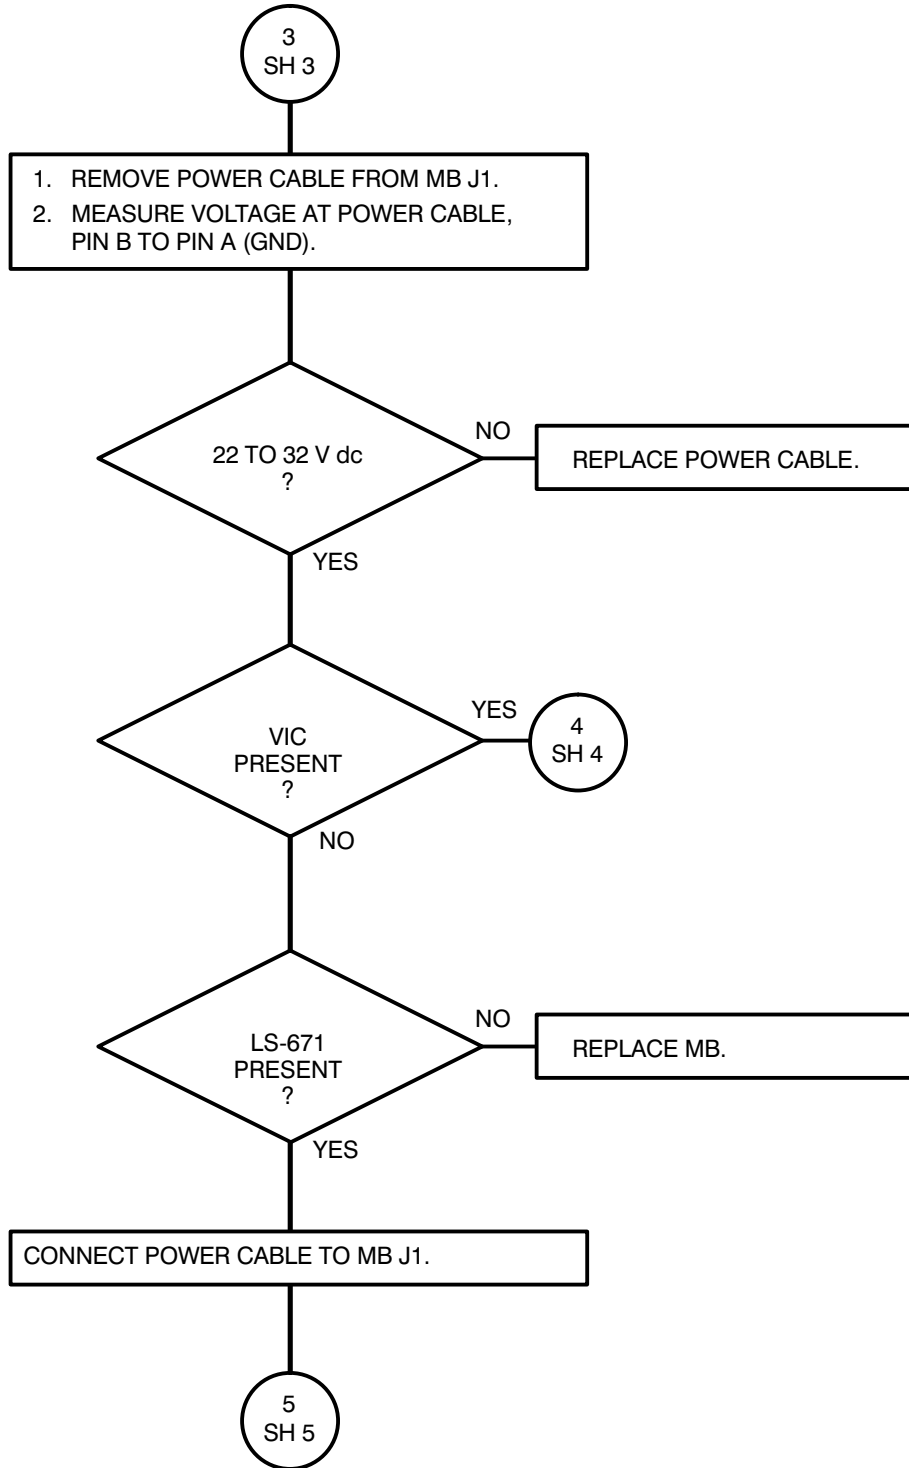 3
SH 3
1. REMOVE POWER CABLE FROM MB J1.
2. MEASURE VOLTAGE AT POWER CABLE,
PIN B TO PIN A (GND).
22 TO 32 V dc
?
NO
REPLACE POWER CABLE.
YES
VIC
PRESENT
?
YES
4
SH 4
NO
LS-671
PRESENT
?
NO
REPLACE MB.
YES
CONNECT POWER CABLE TO MB J1.
5
SH 5